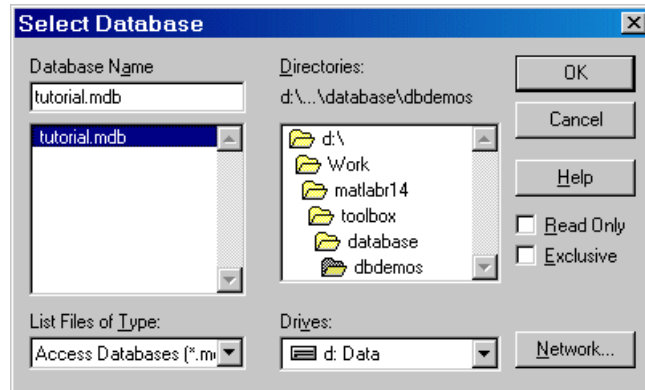 Select Database
Database Name
tutorial.mdb
tutorial.mdb
List Files of Type:
Access Databases (*.m
Directories:
d:\...\database\dbdemos
d:\
Work
matlabr14
toolbox
database
dbdemos
Drives:
d: Data
OK
Cancel
Help
Read Only
Exclusive
Network...